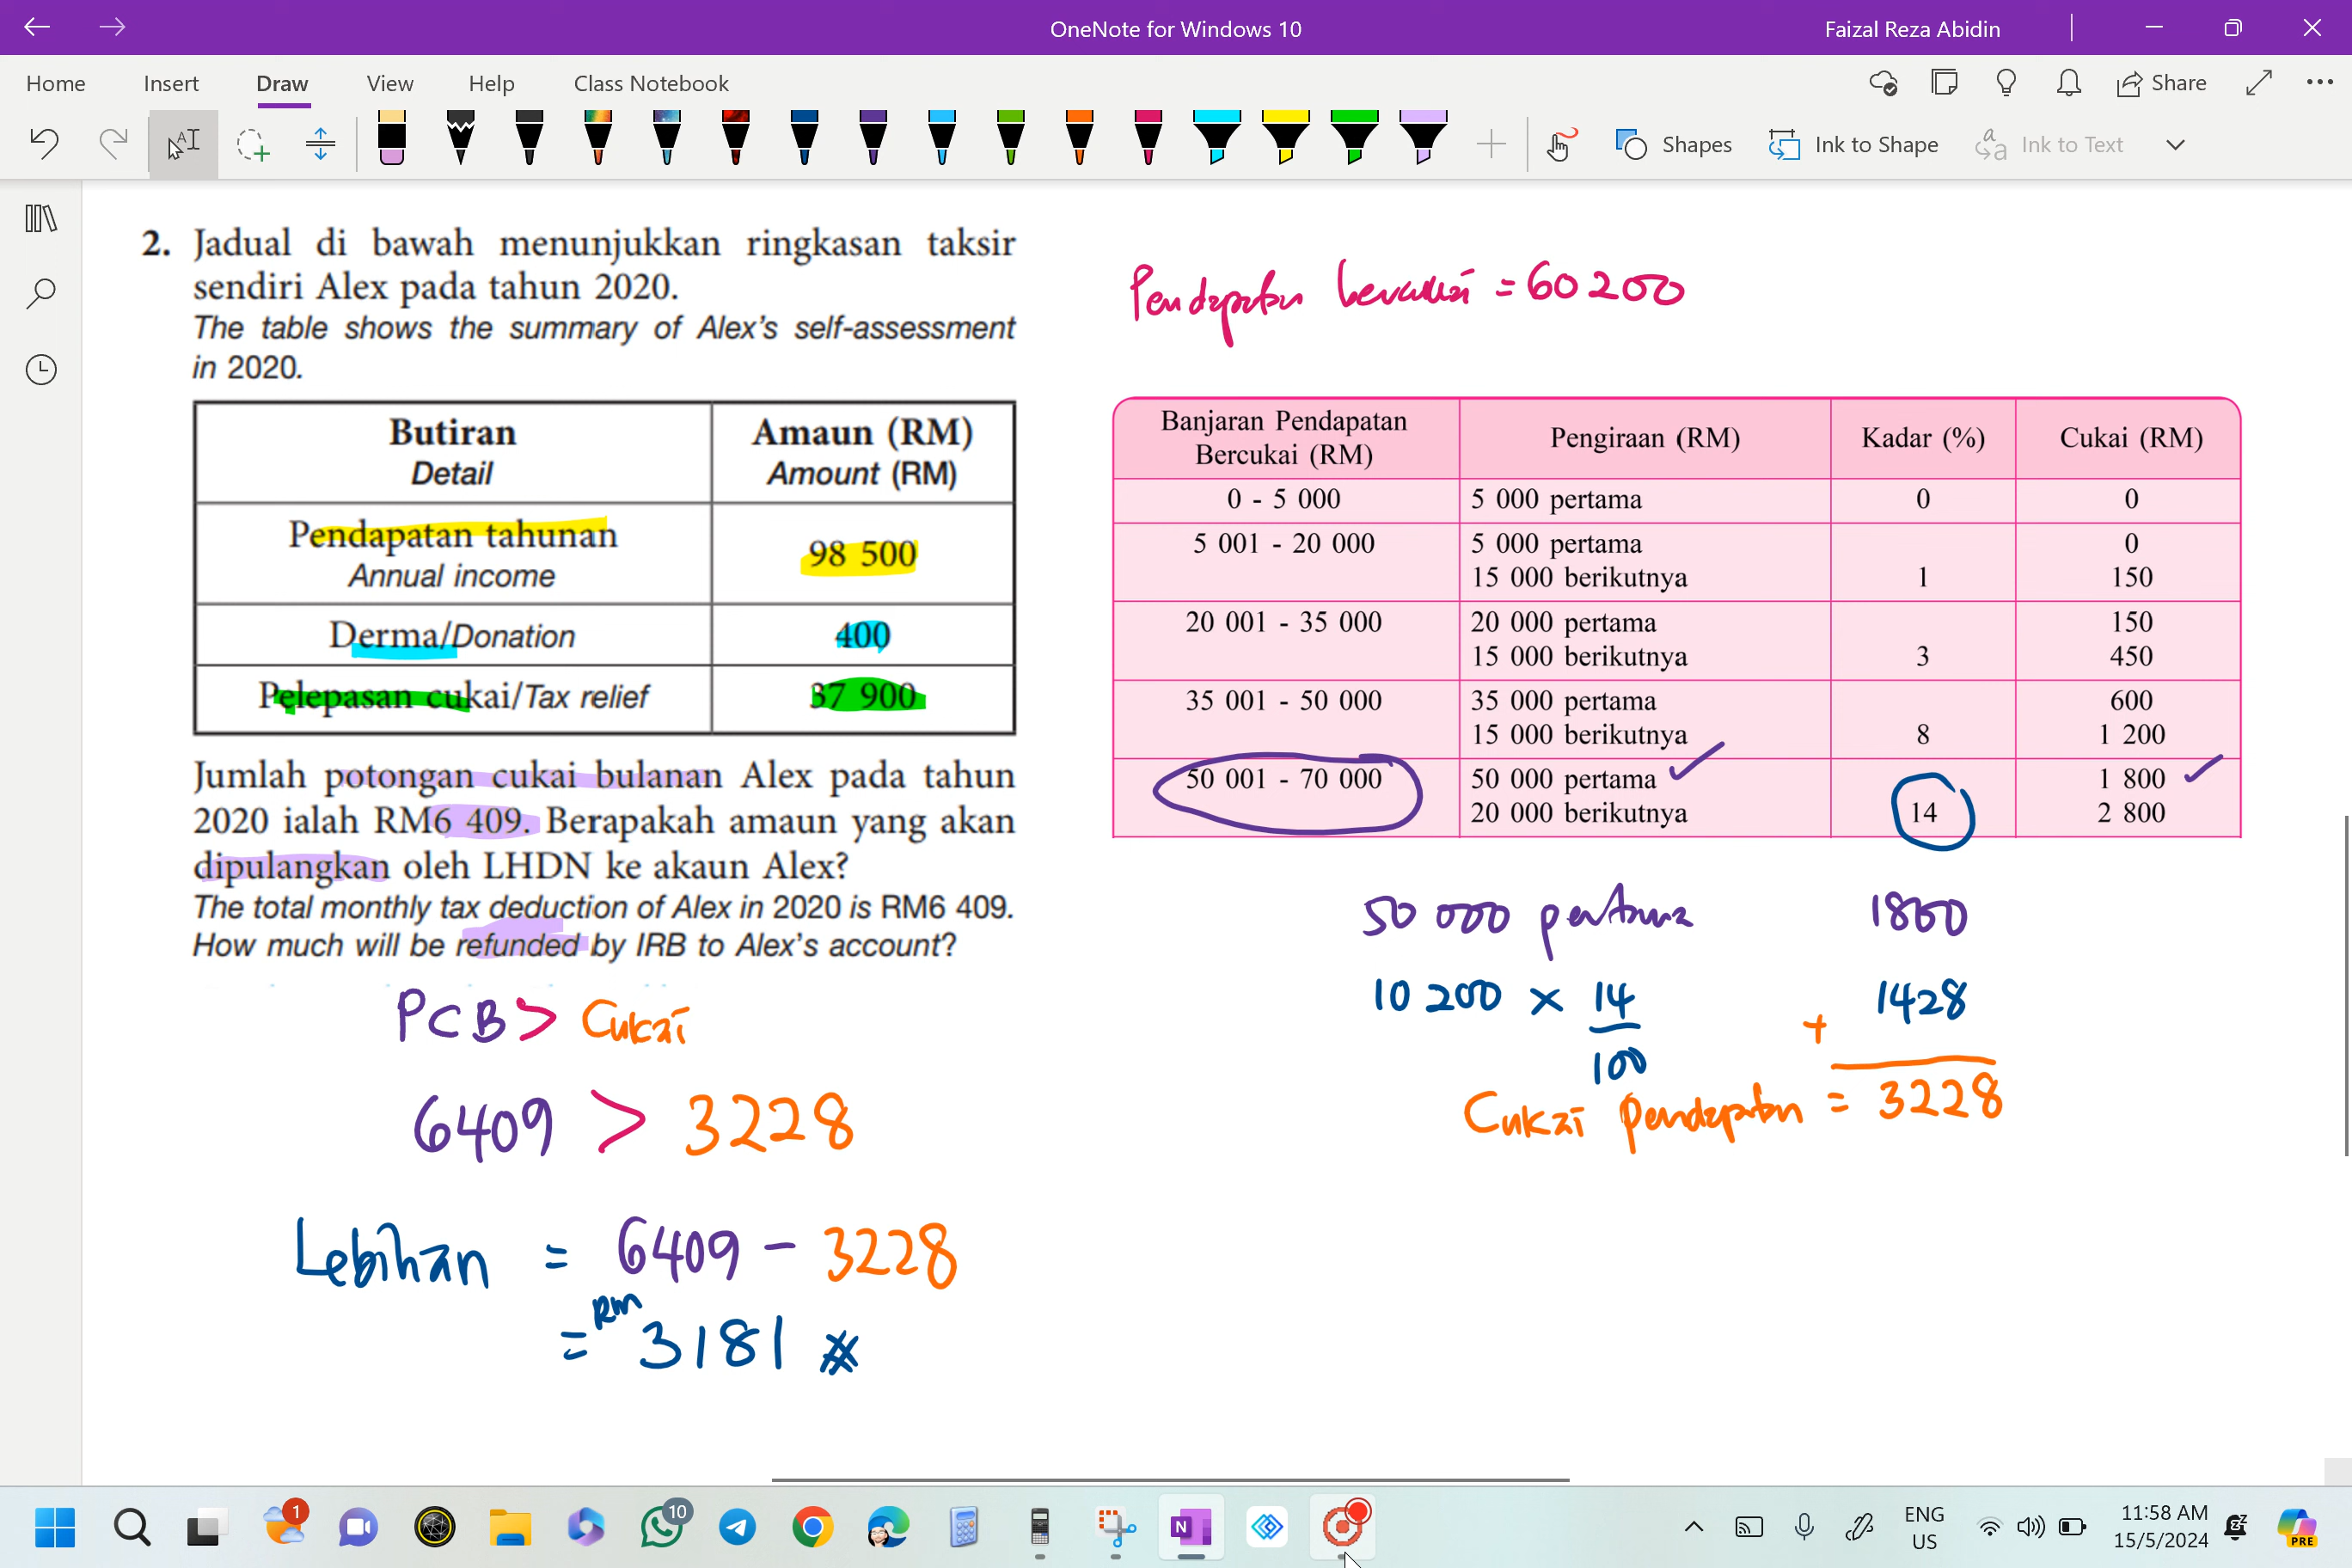 OneNote for Windows 10
Faizal Reza Abidin
Home Insert Draw View Help Class Notebook
Share
Shapes Ink to Shape Ink to Text
2. Jadual di bawah menunjukkan ringkasan taksir
sendiri Alex pada tahun 2020.
The table shows the summary of Alex's self-assessment
in 2020.
Butiran Amaun (RM)
Detail Amount (RM)
Pendapatan tahunan 98 500
Annual income
Derma/Donation 400
Pelepasan cukai/Tax relief 37 900
Jumlah potongan cukai bulanan Alex pada tahun
2020 ialah RM6 409. Berapakah amaun yang akan
dipulangkan oleh LHDN ke akaun Alex?
The total monthly tax deduction of Alex in 2020 is RM6 409.
How much will be refunded by IRB to Alex's account?
PCB > Cukai
6409 > 3228
Lebihan = 6409 - 3228
= RM 3181 #
Pendapatan bercukai = 60 200
Banjaran Pendapatan Bercukai (RM) Pengiraan (RM) Kadar (%) Cukai (RM)
0 - 5 000 5 000 pertama 0 0
5 001 - 20 000 5 000 pertama 0
15 000 berikutnya 1 150
20 001 - 35 000 20 000 pertama 150
15 000 berikutnya 3 450
35 001 - 50 000 35 000 pertama 600
15 000 berikutnya 8 1 200
50 001 - 70 000 50 000 pertama 1 800
20 000 berikutnya 14 2 800
50 000 pertama 1800
10 200 × 14/100 + 1428
Cukai pendapatan = 3228
1
10
PRE
ENG
US
11:58 AM
15/5/2024